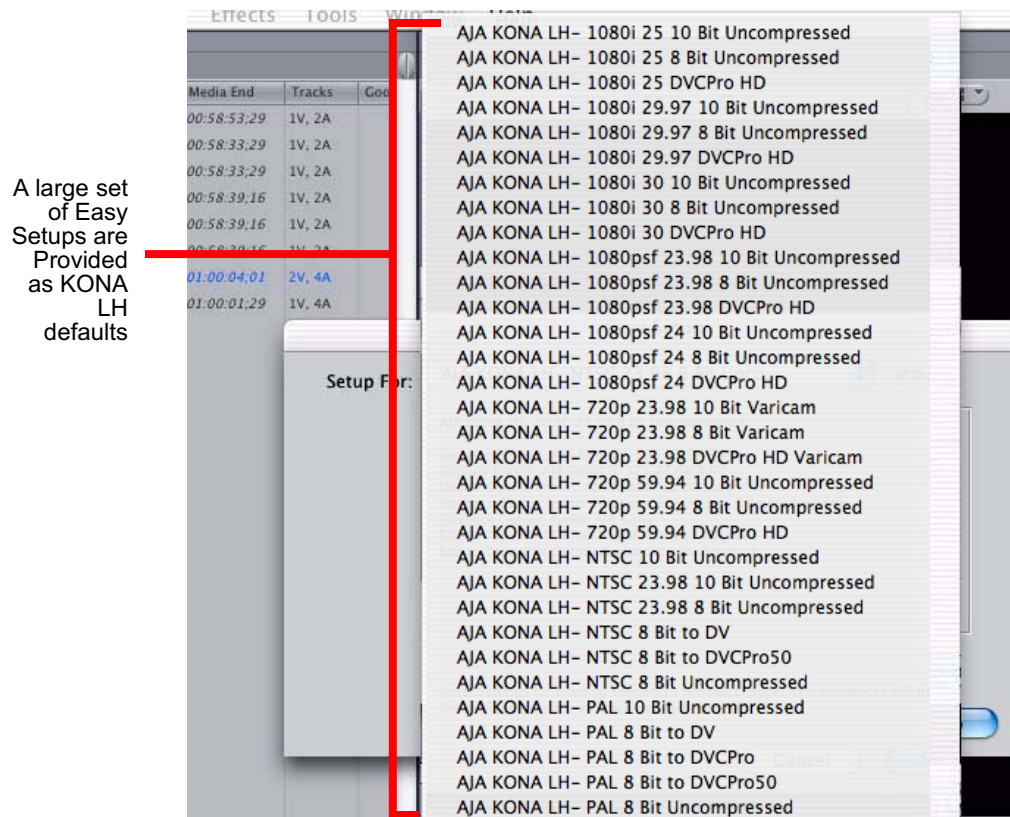 Effects Tools Window Help
Media End Tracks Goo
00:58:53;29 1V, 2A
00:58:33;29 1V, 2A
00:58:33;29 1V, 2A
00:58:39;16 1V, 2A
00:58:39;16 1V, 2A
00:58:39;16 1V, 2A
01:00:04;01 2V, 4A
01:00:01;29 1V, 4A
A large set
of Easy
Setups are
Provided
as KONA
LH
defaults
Setup For:
AJA KONA LH– 1080i 25 10 Bit Uncompressed
AJA KONA LH– 1080i 25 8 Bit Uncompressed
AJA KONA LH– 1080i 25 DVCPro HD
AJA KONA LH– 1080i 29.97 10 Bit Uncompressed
AJA KONA LH– 1080i 29.97 8 Bit Uncompressed
AJA KONA LH– 1080i 29.97 DVCPro HD
AJA KONA LH– 1080i 30 10 Bit Uncompressed
AJA KONA LH– 1080i 30 8 Bit Uncompressed
AJA KONA LH– 1080i 30 DVCPro HD
AJA KONA LH– 1080psf 23.98 10 Bit Uncompressed
AJA KONA LH– 1080psf 23.98 8 Bit Uncompressed
AJA KONA LH– 1080psf 23.98 DVCPro HD
AJA KONA LH– 1080psf 24 10 Bit Uncompressed
AJA KONA LH– 1080psf 24 8 Bit Uncompressed
AJA KONA LH– 1080psf 24 DVCPro HD
AJA KONA LH– 720p 23.98 10 Bit Varicam
AJA KONA LH– 720p 23.98 8 Bit Varicam
AJA KONA LH– 720p 23.98 DVCPro HD Varicam
AJA KONA LH– 720p 59.94 10 Bit Uncompressed
AJA KONA LH– 720p 59.94 8 Bit Uncompressed
AJA KONA LH– 720p 59.94 DVCPro HD
AJA KONA LH– NTSC 10 Bit Uncompressed
AJA KONA LH– NTSC 23.98 10 Bit Uncompressed
AJA KONA LH– NTSC 23.98 8 Bit Uncompressed
AJA KONA LH– NTSC 8 Bit to DV
AJA KONA LH– NTSC 8 Bit to DVCPro50
AJA KONA LH– NTSC 8 Bit Uncompressed
AJA KONA LH– PAL 10 Bit Uncompressed
AJA KONA LH– PAL 8 Bit to DV
AJA KONA LH– PAL 8 Bit to DVCPro
AJA KONA LH– PAL 8 Bit to DVCPro50
AJA KONA LH– PAL 8 Bit Uncompressed
Cancel